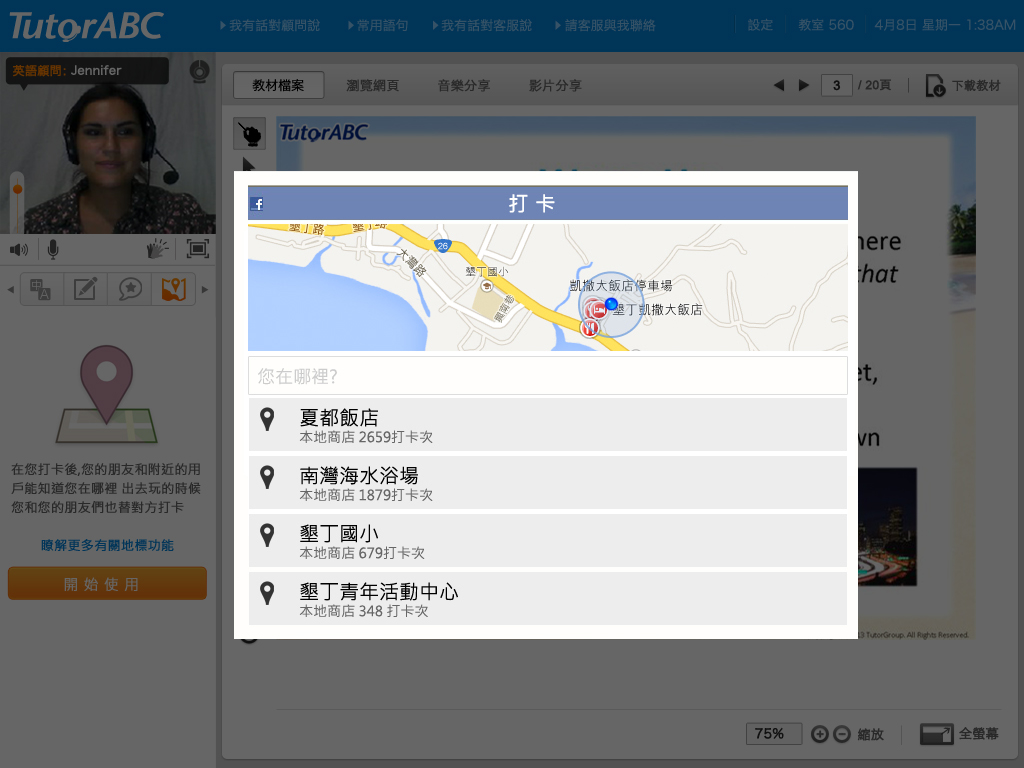 TutorABC
我有話對顧問說
常用語句
我有話對客服說
請客服與我聯絡
設定
教室 560
4月8日 星期一 1:38AM
英語顧問: Jennifer
教材檔案
瀏覽網頁
音樂分享
影片分享
3
/ 20頁
下載教材
TutorABC
打卡
墾丁路
26
大灣路
墾丁國小
興南巷
凱撒大飯店停車場
墾丁凱撒大飯店
您在哪裡?
夏都飯店
本地商店 2659打卡次
南灣海水浴場
本地商店 1879打卡次
墾丁國小
本地商店 679打卡次
墾丁青年活動中心
本地商店 348 打卡次
here
that
et,
wn
在您打卡後,您的朋友和附近的用
戶能知道您在哪裡 出去玩的時候
您和您的朋友們也替對方打卡
瞭解更多有關地標功能
開始使用
3 TutorGroup. All Rights Reserved.
75%
縮放
全螢幕